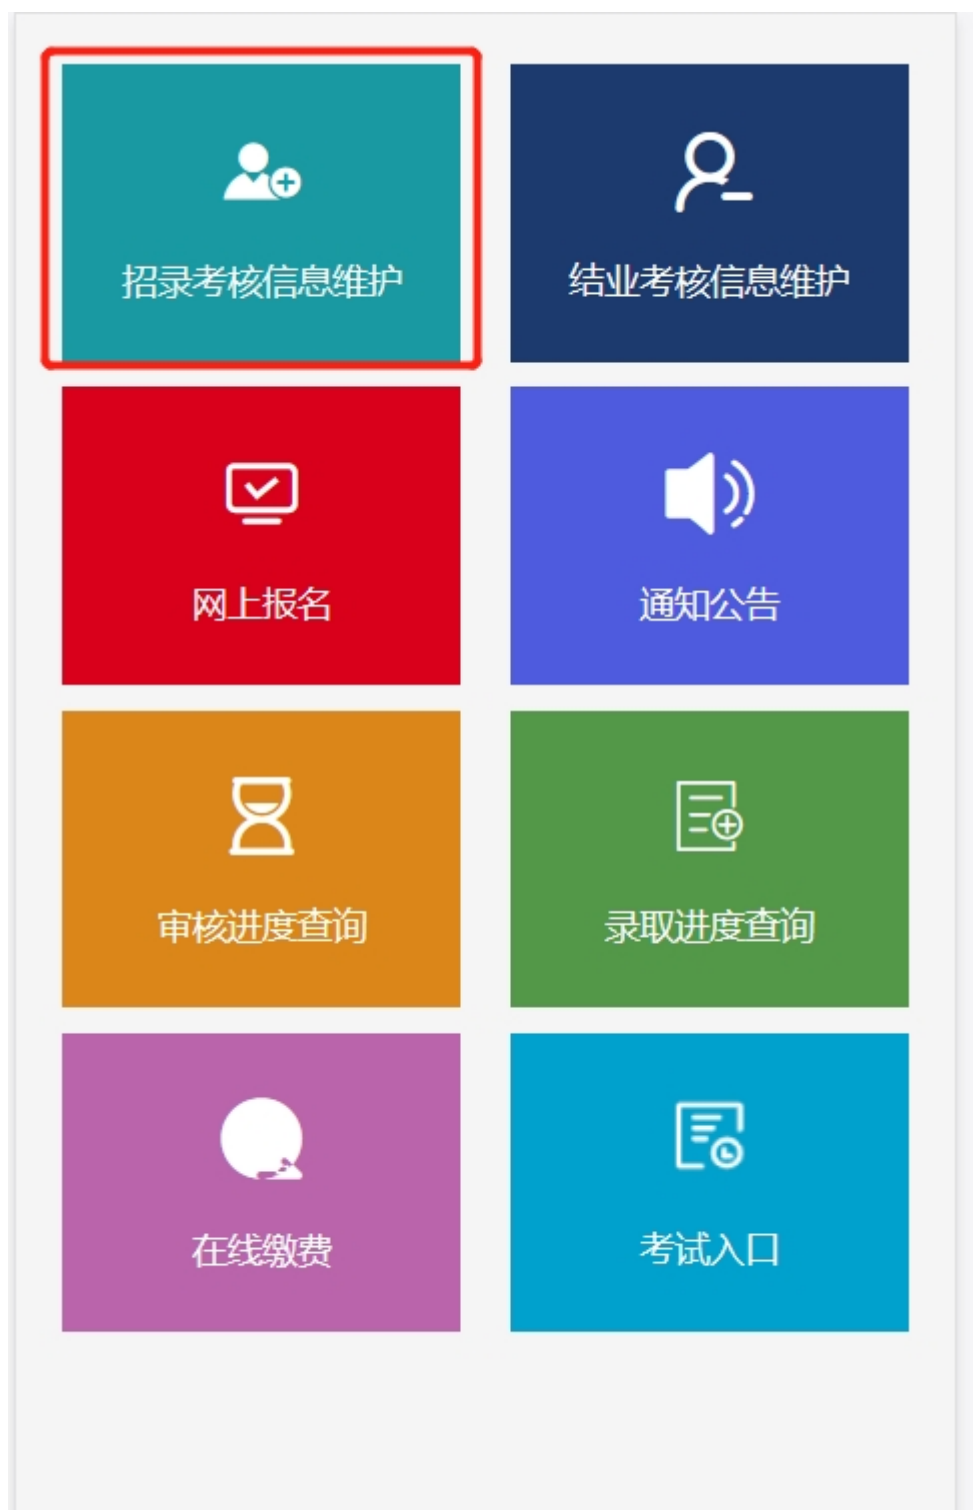 招录考核信息维护
结业考核信息维护
网上报名
通知公告
审核进度查询
录取进度查询
在线缴费
考试入口